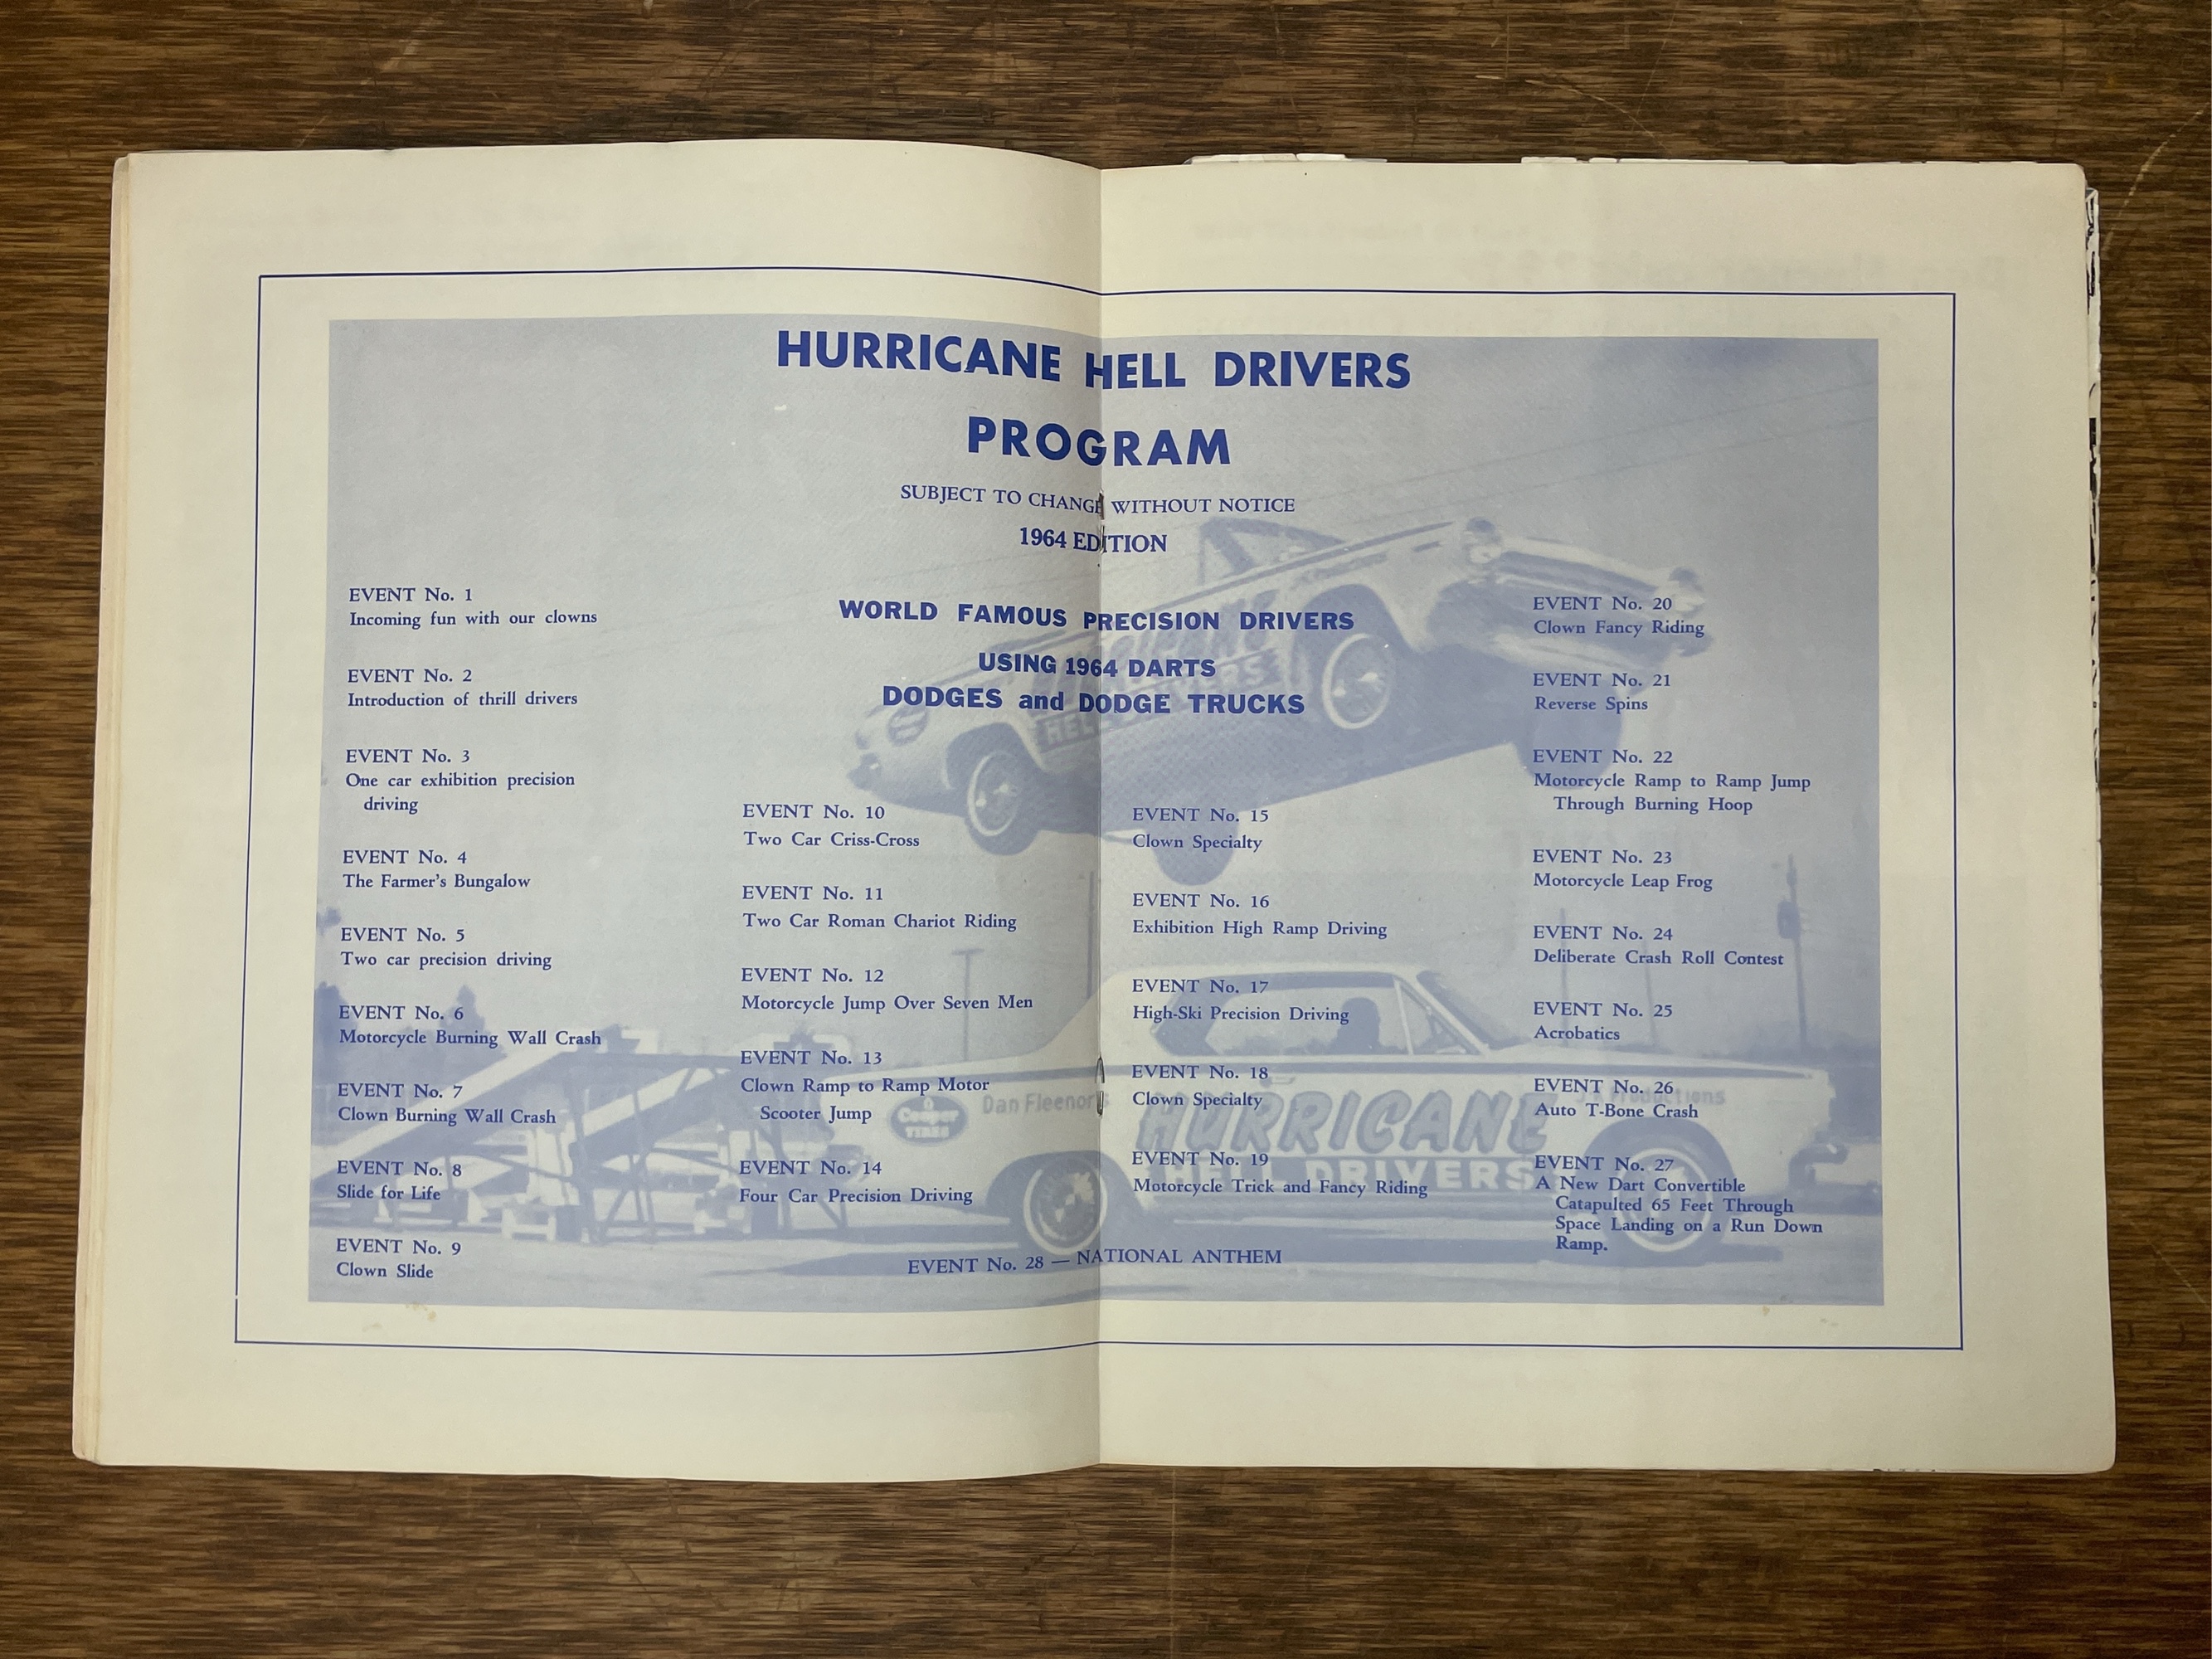 HURRICANE HELL DRIVERS
PROGRAM
SUBJECT TO CHANGE WITHOUT NOTICE
1964 EDITION
WORLD FAMOUS PRECISION DRIVERS
USING 1964 DARTS
DODGES and DODGE TRUCKS
EVENT No. 1
Incoming fun with our clowns
EVENT No. 2
Introduction of thrill drivers
EVENT No. 3
One car exhibition precision
driving
EVENT No. 4
The Farmer's Bungalow
EVENT No. 5
Two car precision driving
EVENT No. 6
Motorcycle Burning Wall Crash
EVENT No. 7
Clown Burning Wall Crash
EVENT No. 8
Slide for Life
EVENT No. 9
Clown Slide
EVENT No. 10
Two Car Criss-Cross
EVENT No. 11
Two Car Roman Chariot Riding
EVENT No. 12
Motorcycle Jump Over Seven Men
EVENT No. 13
Clown Ramp to Ramp Motor
Scooter Jump
EVENT No. 14
Four Car Precision Driving
EVENT No. 15
Clown Specialty
EVENT No. 16
Exhibition High Ramp Driving
EVENT No. 17
High-Ski Precision Driving
EVENT No. 18
Clown Specialty
EVENT No. 19
Motorcycle Trick and Fancy Riding
EVENT No. 20
Clown Fancy Riding
EVENT No. 21
Reverse Spins
EVENT No. 22
Motorcycle Ramp to Ramp Jump
Through Burning Hoop
EVENT No. 23
Motorcycle Leap Frog
EVENT No. 24
Deliberate Crash Roll Contest
EVENT No. 25
Acrobatics
EVENT No. 26
Auto T-Bone Crash
EVENT No. 27
A New Dart Convertible
Catapulted 65 Feet Through
Space Landing on a Run Down
Ramp.
EVENT No. 28 — NATIONAL ANTHEM
Cooper
TIRES
Dan Fleenor's
HURRICANE
HELL DRIVERS
Productions